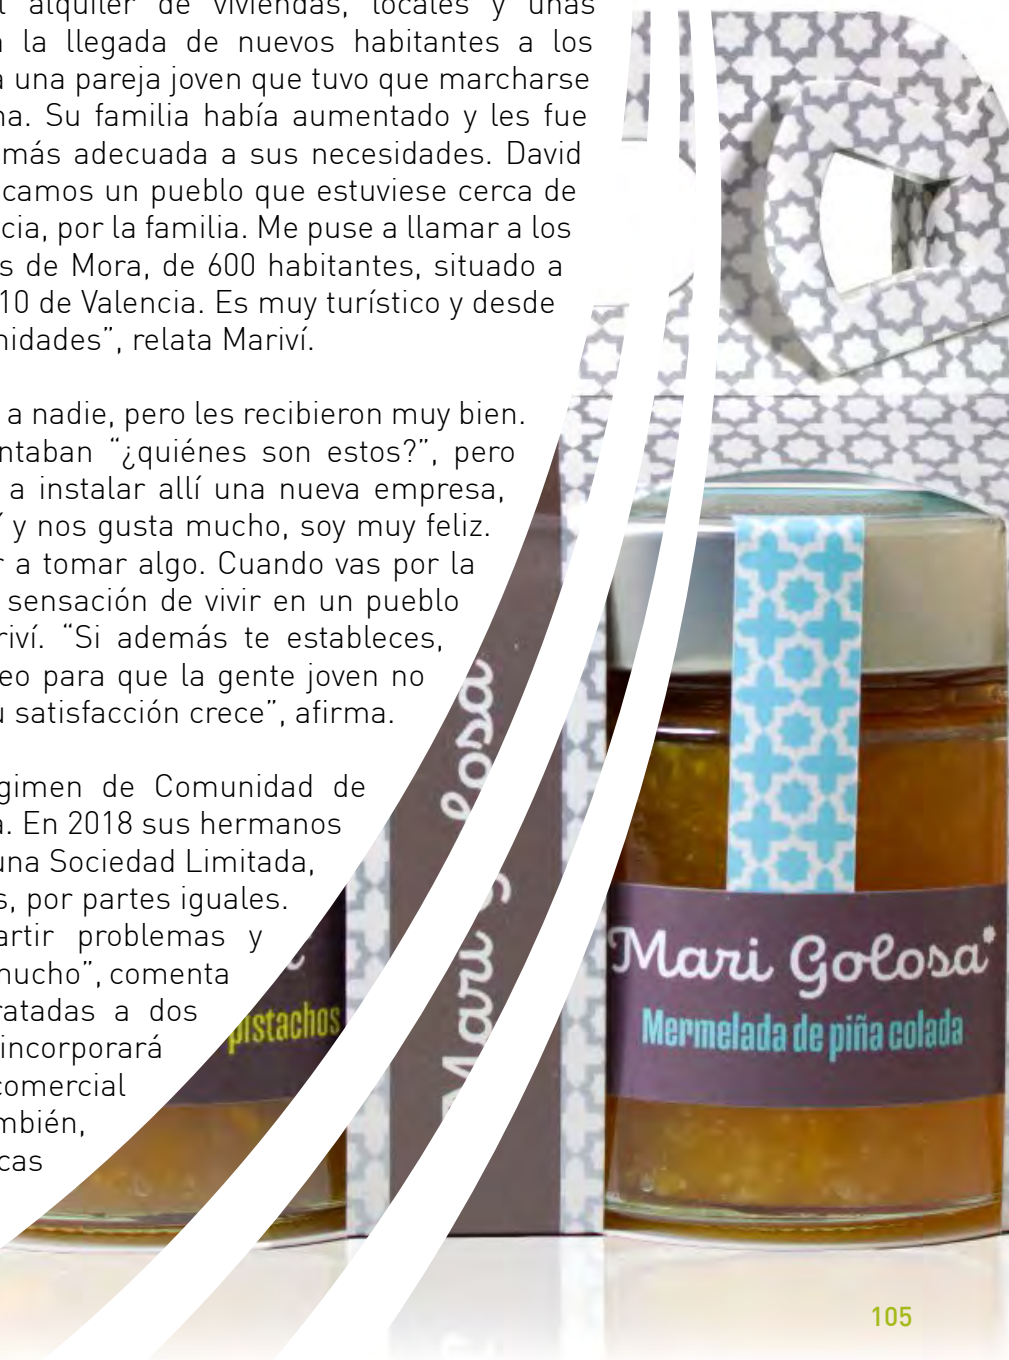 alquiler de viviendas, locales y unas
la llegada de nuevos habitantes a los
a una pareja joven que tuvo que marcharse
na. Su familia había aumentado y les fue
más adecuada a sus necesidades. David
camos un pueblo que estuviese cerca de
cia, por la familia. Me puse a llamar a los
s de Mora, de 600 habitantes, situado a
10 de Valencia. Es muy turístico y desde
nidades”, relata Mariví.
a nadie, pero les recibieron muy bien.
ntaban “¿quiénes son estos?”, pero
a instalar allí una nueva empresa,
í y nos gusta mucho, soy muy feliz.
r a tomar algo. Cuando vas por la
sensación de vivir en un pueblo
riví. “Si además te estableces,
eo para que la gente joven no
u satisfacción crece”, afirma.
gimen de Comunidad de
a. En 2018 sus hermanos
una Sociedad Limitada,
s, por partes iguales.
artir problemas y
mucho”, comenta
ratadas a dos
incorporará
comercial
mbién,
cas
pistachos
Mari Golosa
Mari Golosa
Mermelada de piña colada
105